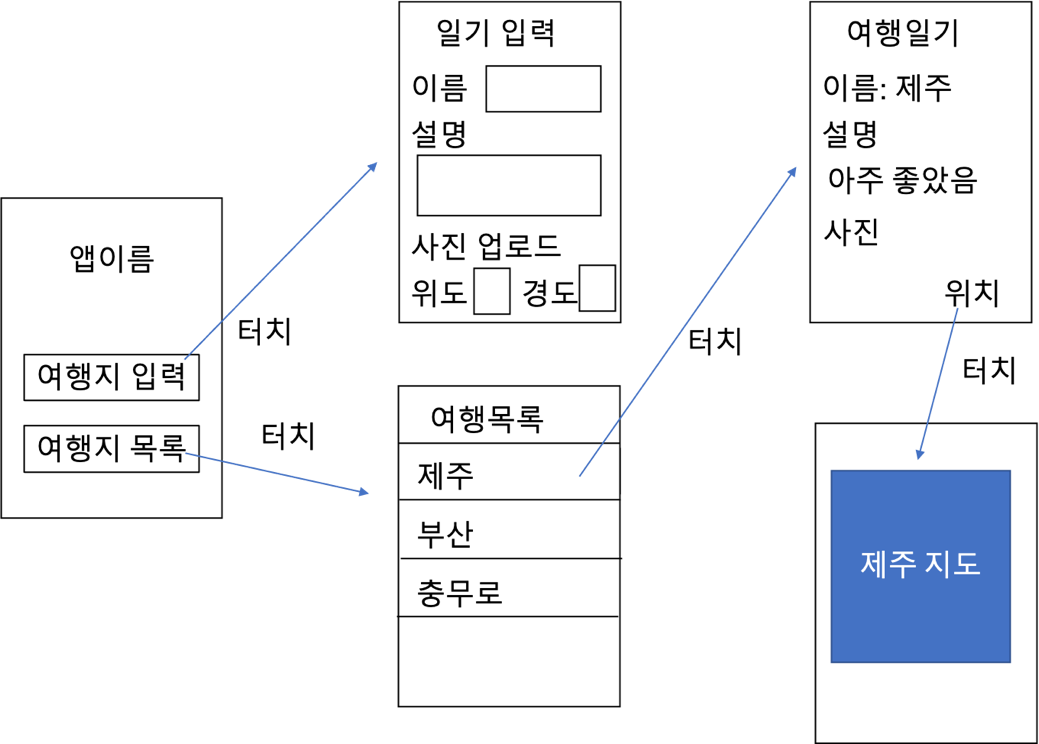 앱이름
여행지 입력
여행지 목록
터치
터치
일기 입력
이름
설명
사진 업로드
위도 경도
여행목록
제주
부산
충무로
터치
여행일기
이름: 제주
설명
아주 좋았음
사진
위치
터치
제주 지도